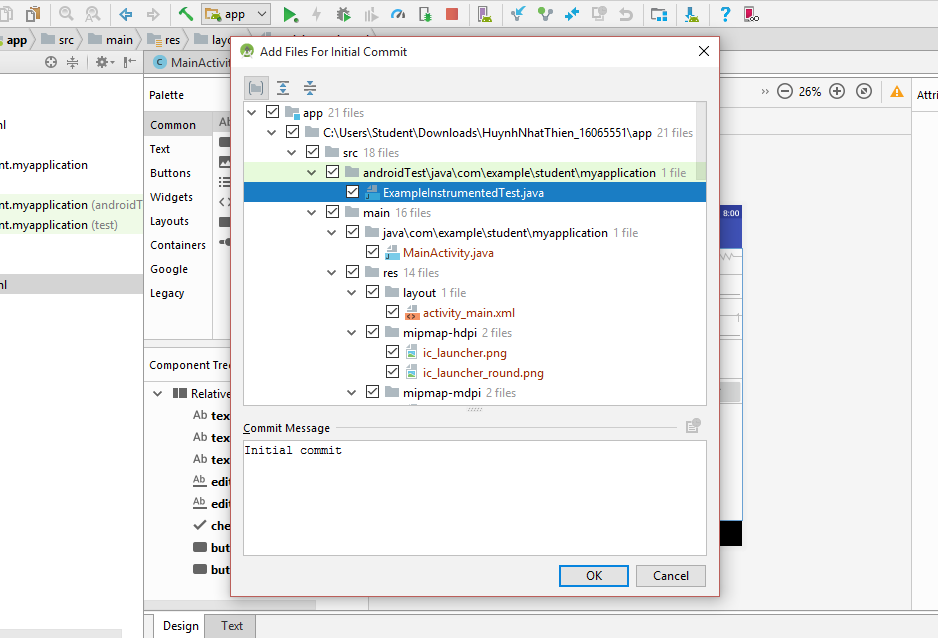 app
app
src
main
res
layo
Add Files For Initial Commit
MainActivit
Palette
26%
Attri
Common
Ab
Text
Buttons
Widgets
Layouts
Containers
Google
Legacy
nl
nt.myapplication
nt.myapplication (androidT
nt.myapplication (test)
nl
app 21 files
C:\Users\Student\Downloads\HuynhNhatThien_16065551\app 21 files
src 18 files
androidTest\java\com\example\student\myapplication 1 file
ExampleInstrumentedTest.java
main 16 files
java\com\example\student\myapplication 1 file
MainActivity.java
res 14 files
layout 1 file
activity_main.xml
mipmap-hdpi 2 files
ic_launcher.png
ic_launcher_round.png
mipmap-mdpi 2 files
8:00
Component Tre
Relative
Ab tex
Ab tex
Ab tex
Ab edi
Ab edi
che
but
but
Commit Message
Initial commit
OK
Cancel
Design
Text